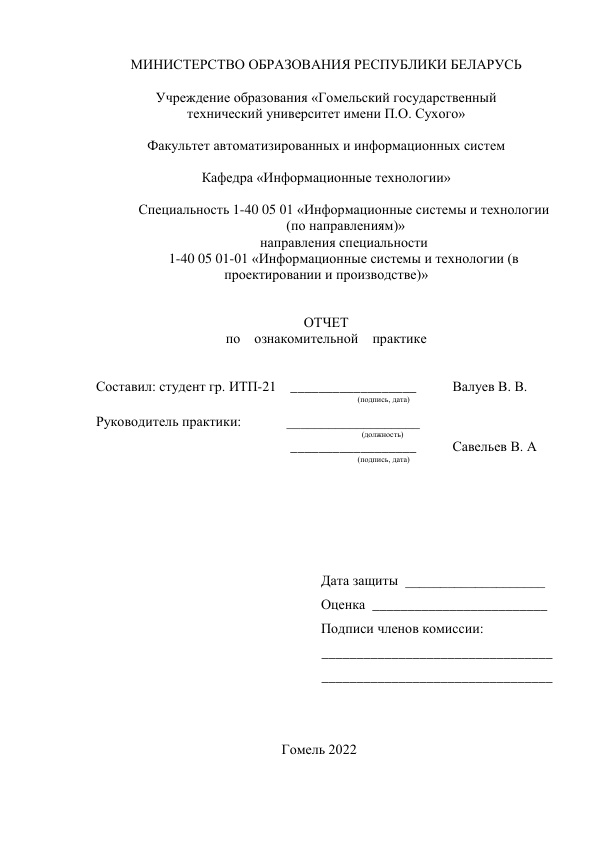 МИНИСТЕРСТВО ОБРАЗОВАНИЯ РЕСПУБЛИКИ БЕЛАРУСЬ
Учреждение образования «Гомельский государственный
технический университет имени П.О. Сухого»
Факультет автоматизированных и информационных систем
Кафедра «Информационные технологии»
Специальность 1-40 05 01 «Информационные системы и технологии
(по направлениям)»
направления специальности
1-40 05 01-01 «Информационные системы и технологии (в
проектировании и производстве)»
ОТЧЕТ
по ознакомительной практике
Составил: студент гр. ИТП-21 __________________ Валуев В. В.
(подпись, дата)
Руководитель практики: ___________________
(должность)
__________________ Савельев В. А
(подпись, дата)
Дата защиты ____________________
Оценка _________________________
Подписи членов комиссии:
_________________________________
_________________________________
Гомель 2022